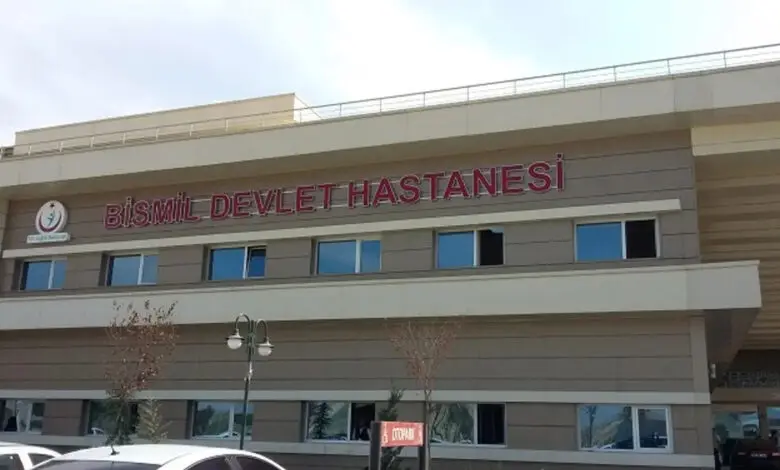 BİSMİL DEVLET HASTANESİ
OTOPARK